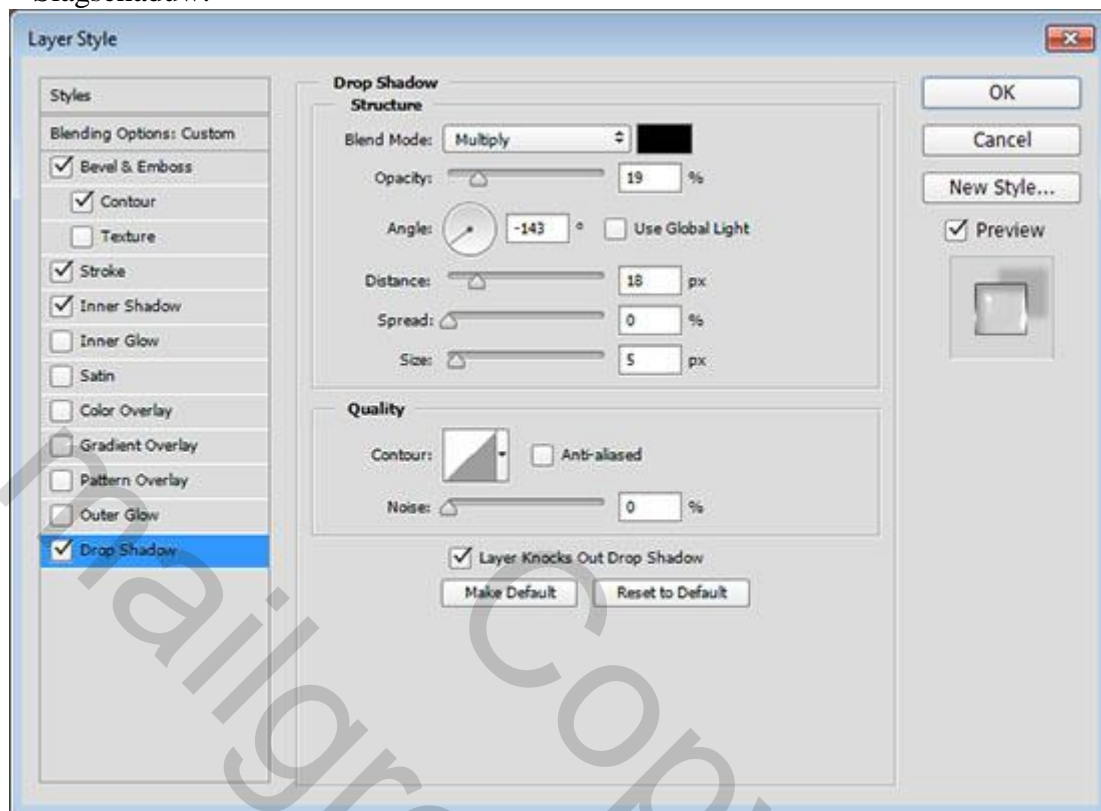 Slagschaduw:
Layer Style
Styles
Blending Options: Custom
Bevel & Emboss
Contour
Texture
Stroke
Inner Shadow
Inner Glow
Satin
Color Overlay
Gradient Overlay
Pattern Overlay
Outer Glow
Drop Shadow
Drop Shadow
Structure
Blend Mode: Multiply
Opacity: 19 %
Angle: -143 ° Use Global Light
Distance: 18 px
Spread: 0 %
Size: 5 px
Quality
Contour: Anti-aliased
Noise: 0 %
Layer Knocks Out Drop Shadow
Make Default Reset to Default
OK
Cancel
New Style...
Preview